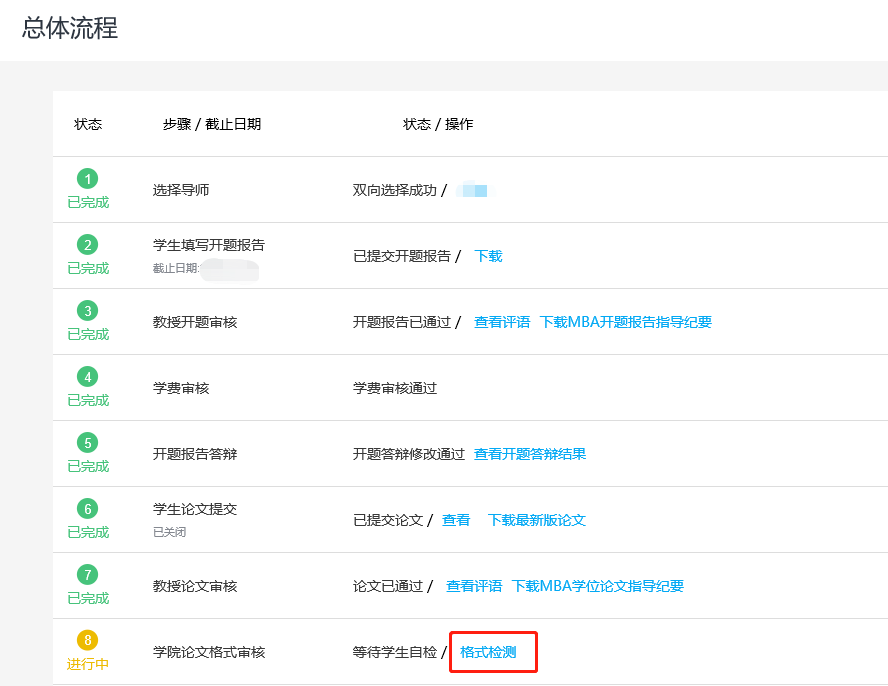 总体流程
状态 步骤 / 截止日期 状态 / 操作
1 选择导师 双向选择成功 /
已完成
2 学生填写开题报告 已提交开题报告 / 下载
已完成 截止日期:
3 教授开题审核 开题报告已通过 / 查看评语 下载MBA开题报告指导纪要
已完成
4 学费审核 学费审核通过
已完成
5 开题报告答辩 开题答辩修改通过 查看开题答辩结果
已完成
6 学生论文提交 已提交论文 / 查看 下载最新版论文
已完成 已关闭
7 教授论文审核 论文已通过 / 查看评语 下载MBA学位论文指导纪要
已完成
8 学院论文格式审核 等待学生自检 / 格式检测
进行中